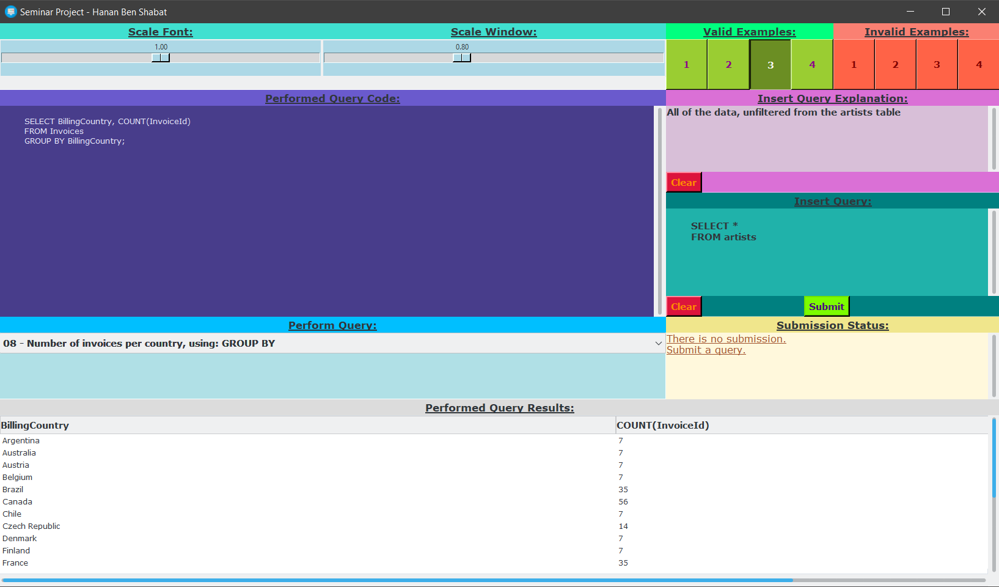 Seminar Project - Hanan Ben Shabat
Scale Font:
Scale Window:
Valid Examples:
Invalid Examples:
1.00
0.80
1
2
3
4
1
2
3
4
Performed Query Code:
SELECT BillingCountry, COUNT(InvoiceId)
FROM Invoices
GROUP BY BillingCountry;
Insert Query Explanation:
All of the data, unfiltered from the artists table
Clear
Insert Query:
SELECT *
FROM artists
Clear
Submit
Perform Query:
08 - Number of invoices per country, using: GROUP BY
Submission Status:
There is no submission.
Submit a query.
Performed Query Results:
BillingCountry COUNT(InvoiceId)
Argentina 7
Australia 7
Austria 7
Belgium 7
Brazil 35
Canada 56
Chile 7
Czech Republic 14
Denmark 7
Finland 7
France 35